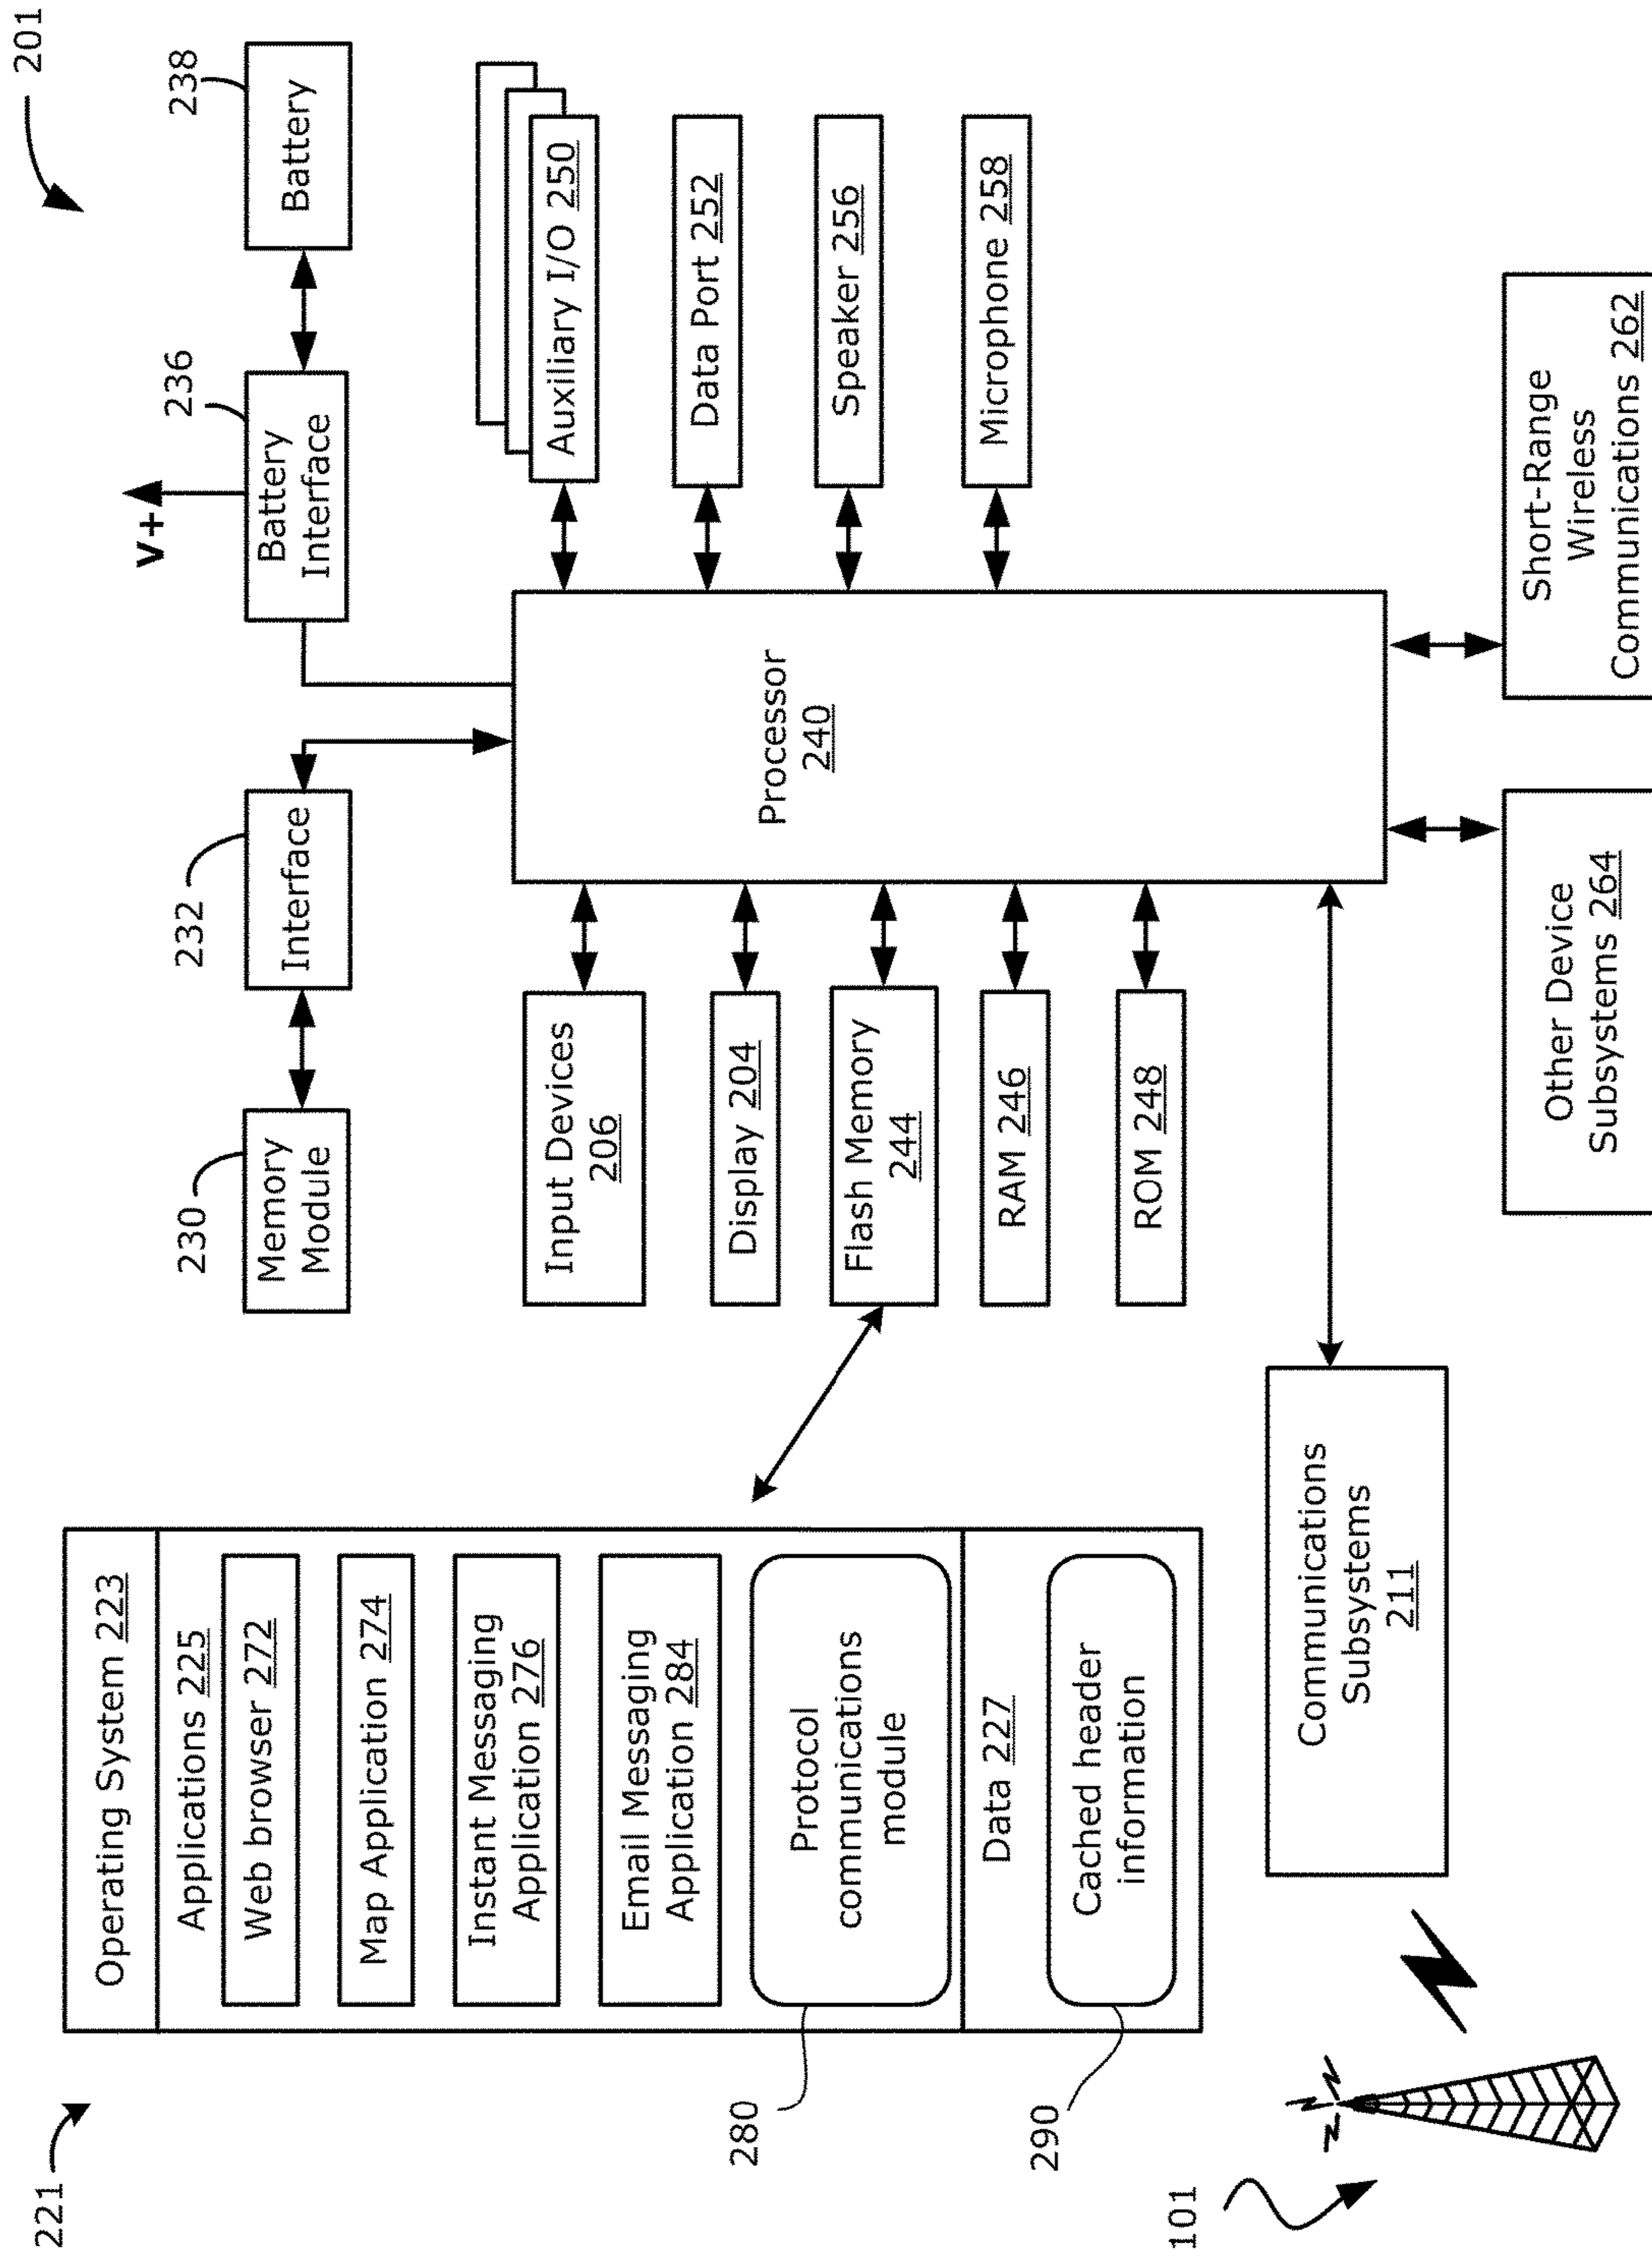 201
221
Operating System 223
Applications 225
Web browser 272
Map Application 274
Instant Messaging
Application 276
Email Messaging
Application 284
Protocol
communications
module
280
Data 227
Cached header
information
290
101
230
Memory
Module
232
Interface
V+
236
Battery
Interface
238
Battery
Input Devices
206
Display 204
Flash Memory
244
RAM 246
ROM 248
Processor
240
Auxiliary I/O 250
Data Port 252
Speaker 256
Microphone 258
Communications
Subsystems
211
Other Device
Subsystems 264
Short-Range
Wireless
Communications 262